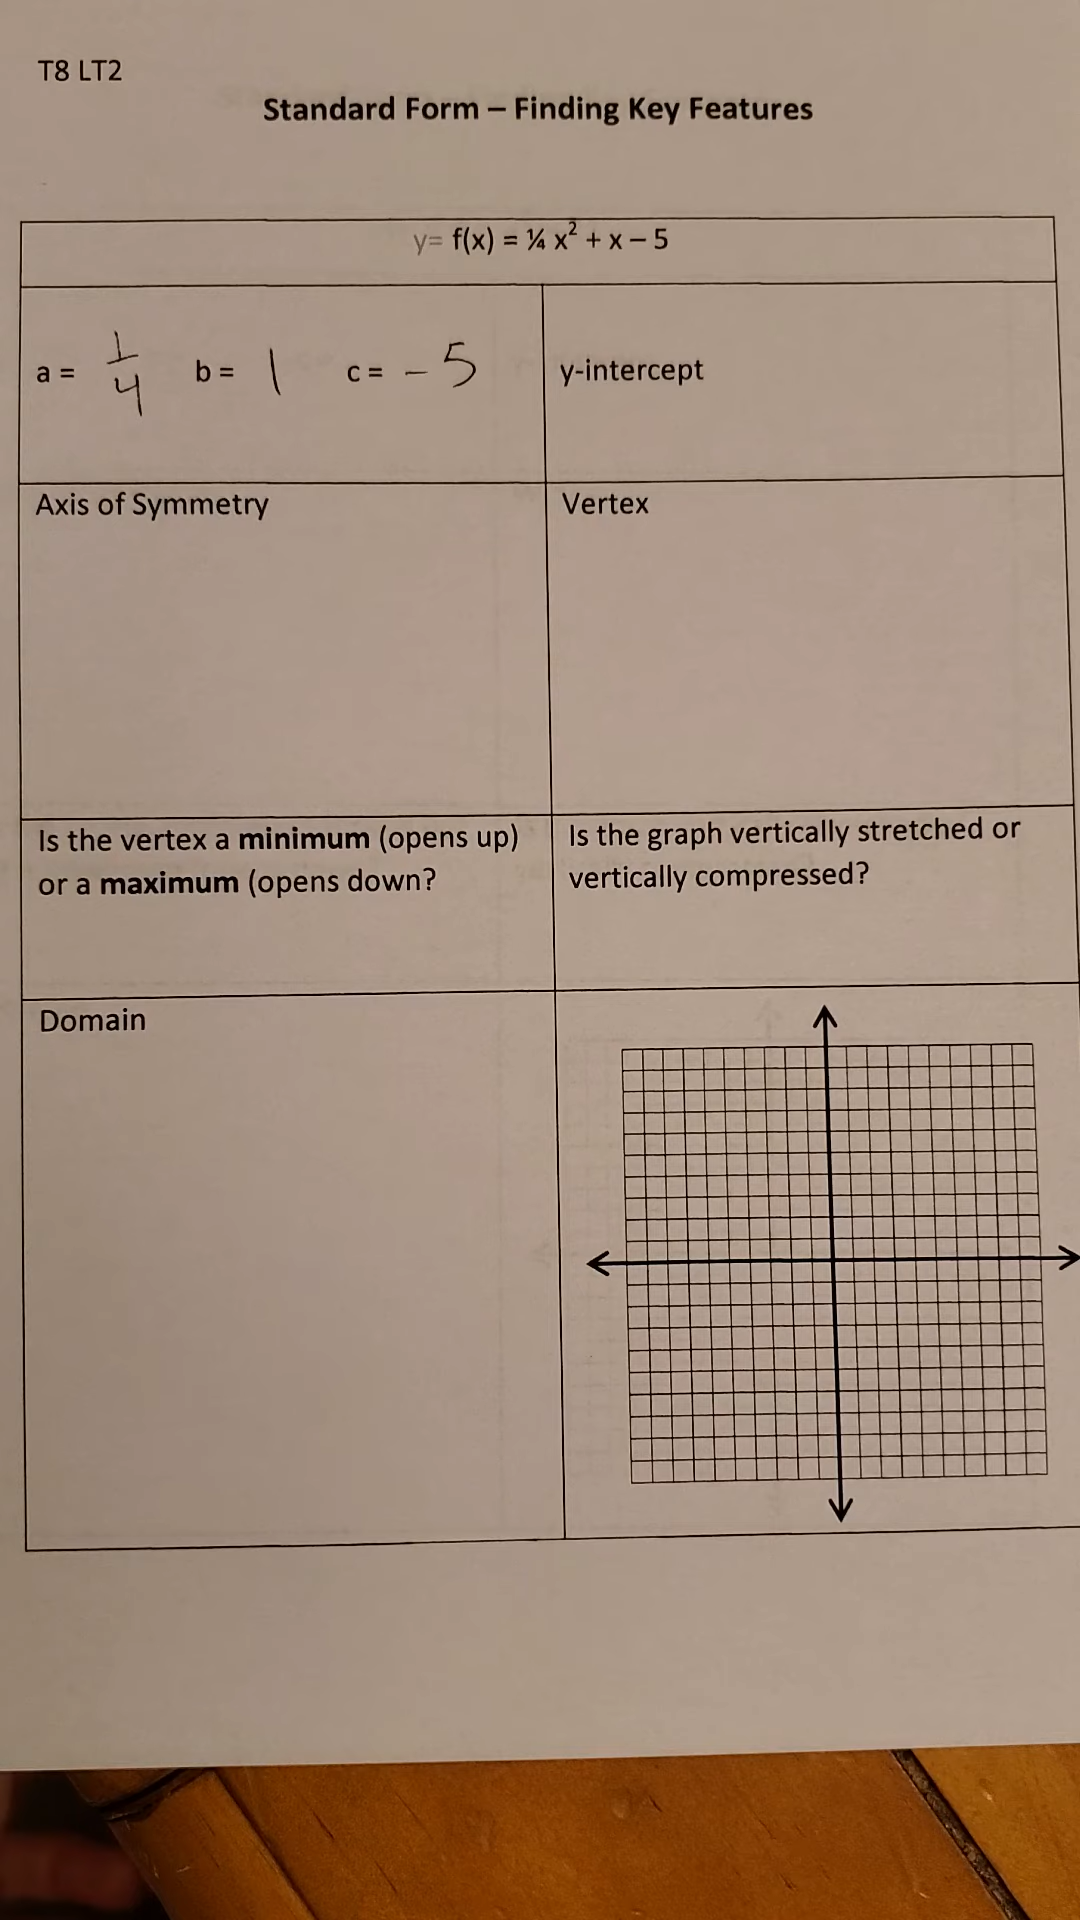 T8 LT2
Standard Form – Finding Key Features
y= f(x) = ¼ x² + x – 5
a = 1/4 b = 1 c = - 5
y-intercept
Axis of Symmetry
Vertex
Is the vertex a minimum (opens up)
or a maximum (opens down?
Is the graph vertically stretched or
vertically compressed?
Domain